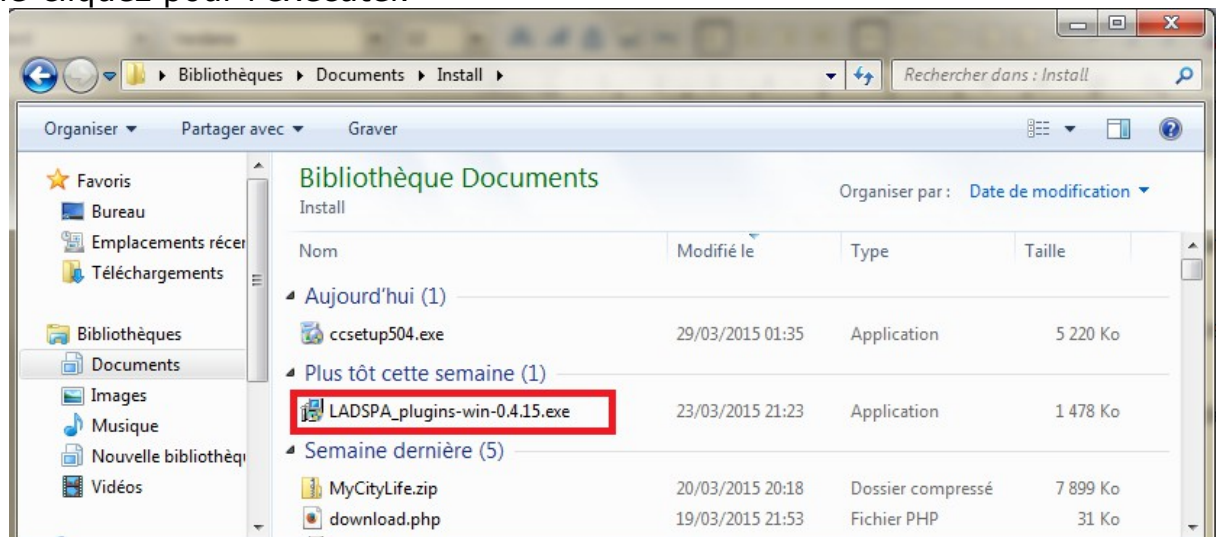 cliquez pour l'exécuter.
Bibliothèques Documents Install
Rechercher dans : Install
Organiser Partager avec Graver
Favoris
Bureau
Emplacements récer
Téléchargements
Bibliothèques
Documents
Images
Musique
Nouvelle bibliothèqu
Vidéos
Bibliothèque Documents
Install
Organiser par : Date de modification
Nom Modifié le Type Taille
Aujourd'hui (1)
ccsetup504.exe 29/03/2015 01:35 Application 5 220 Ko
Plus tôt cette semaine (1)
LADSPA_plugins-win-0.4.15.exe 23/03/2015 21:23 Application 1 478 Ko
Semaine dernière (5)
MyCityLife.zip 20/03/2015 20:18 Dossier compressé 7 899 Ko
download.php 19/03/2015 21:53 Fichier PHP 31 Ko